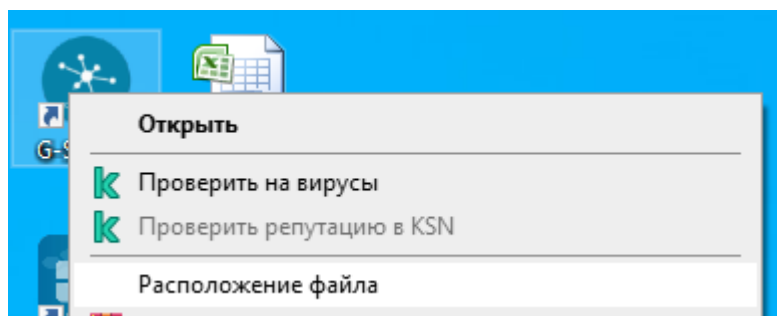 G-S
Открыть
Проверить на вирусы
Проверить репутацию в KSN
Расположение файла